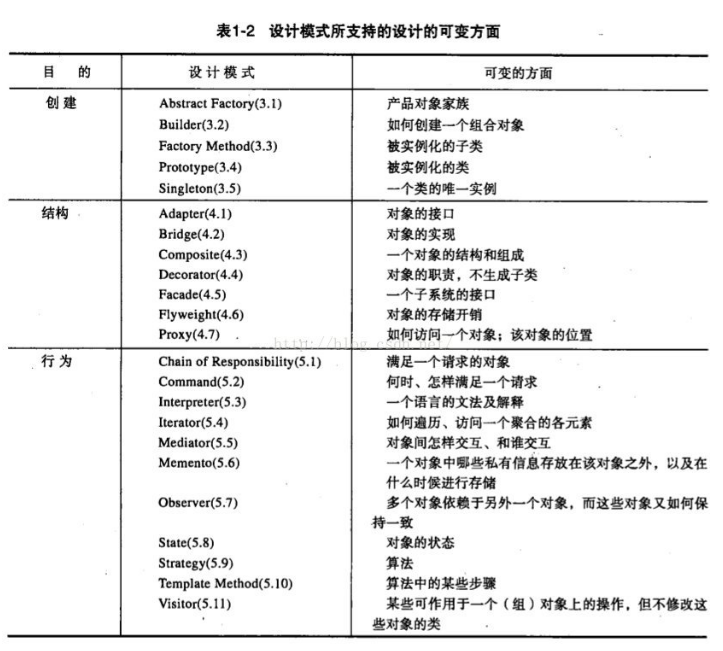 表1-2 设计模式所支持的设计的可变方面
目 的 设 计 模 式 可变的方面
创 建 Abstract Factory(3.1) 产品对象家族
Builder(3.2) 如何创建一个组合对象
Factory Method(3.3) 被实例化的子类
Prototype(3.4) 被实例化的类
Singleton(3.5) 一个类的唯一实例
结构 Adapter(4.1) 对象的接口
Bridge(4.2) 对象的实现
Composite(4.3) 一个对象的结构和组成
Decorator(4.4) 对象的职责，不生成子类
Facade(4.5) 一个子系统的接口
Flyweight(4.6) 对象的存储开销
Proxy(4.7) 如何访问一个对象；该对象的位置
http://blog.csdn.net/
行 为 Chain of Responsibility(5.1) 满足一个请求的对象
Command(5.2) 何时、怎样满足一个请求
Interpreter(5.3) 一个语言的文法及解释
Iterator(5.4) 如何遍历、访问一个聚合的各元素
Mediator(5.5) 对象间怎样交互、和谁交互
Memento(5.6) 一个对象中哪些私有信息存放在该对象之外，以及在
什么时候进行存储
Observer(5.7) 多个对象依赖于另外一个对象，而这些对象又如何保
持一致
State(5.8) 对象的状态
Strategy(5.9) 算法
Template Method(5.10) 算法中的某些步骤
Visitor(5.11) 某些可作用于一个（组）对象上的操作，但不修改这
些对象的类